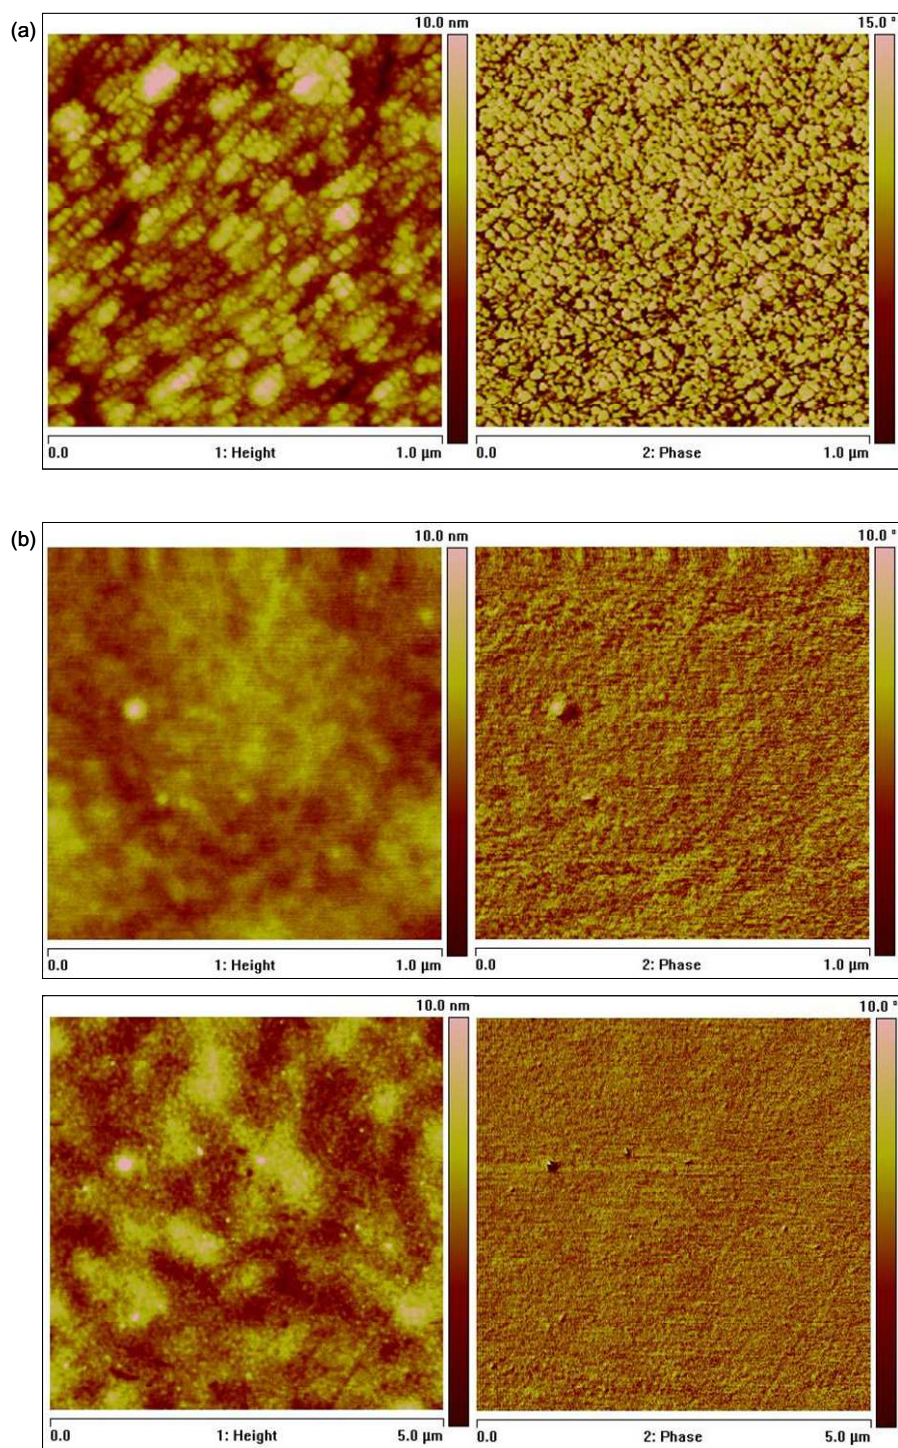 (a)
10.0 nm
15.0 °
0.0 1: Height 1.0 µm
0.0 2: Phase 1.0 µm
(b)
10.0 nm
10.0 °
0.0 1: Height 1.0 µm
0.0 2: Phase 1.0 µm
10.0 nm
10.0 °
0.0 1: Height 5.0 µm
0.0 2: Phase 5.0 µm